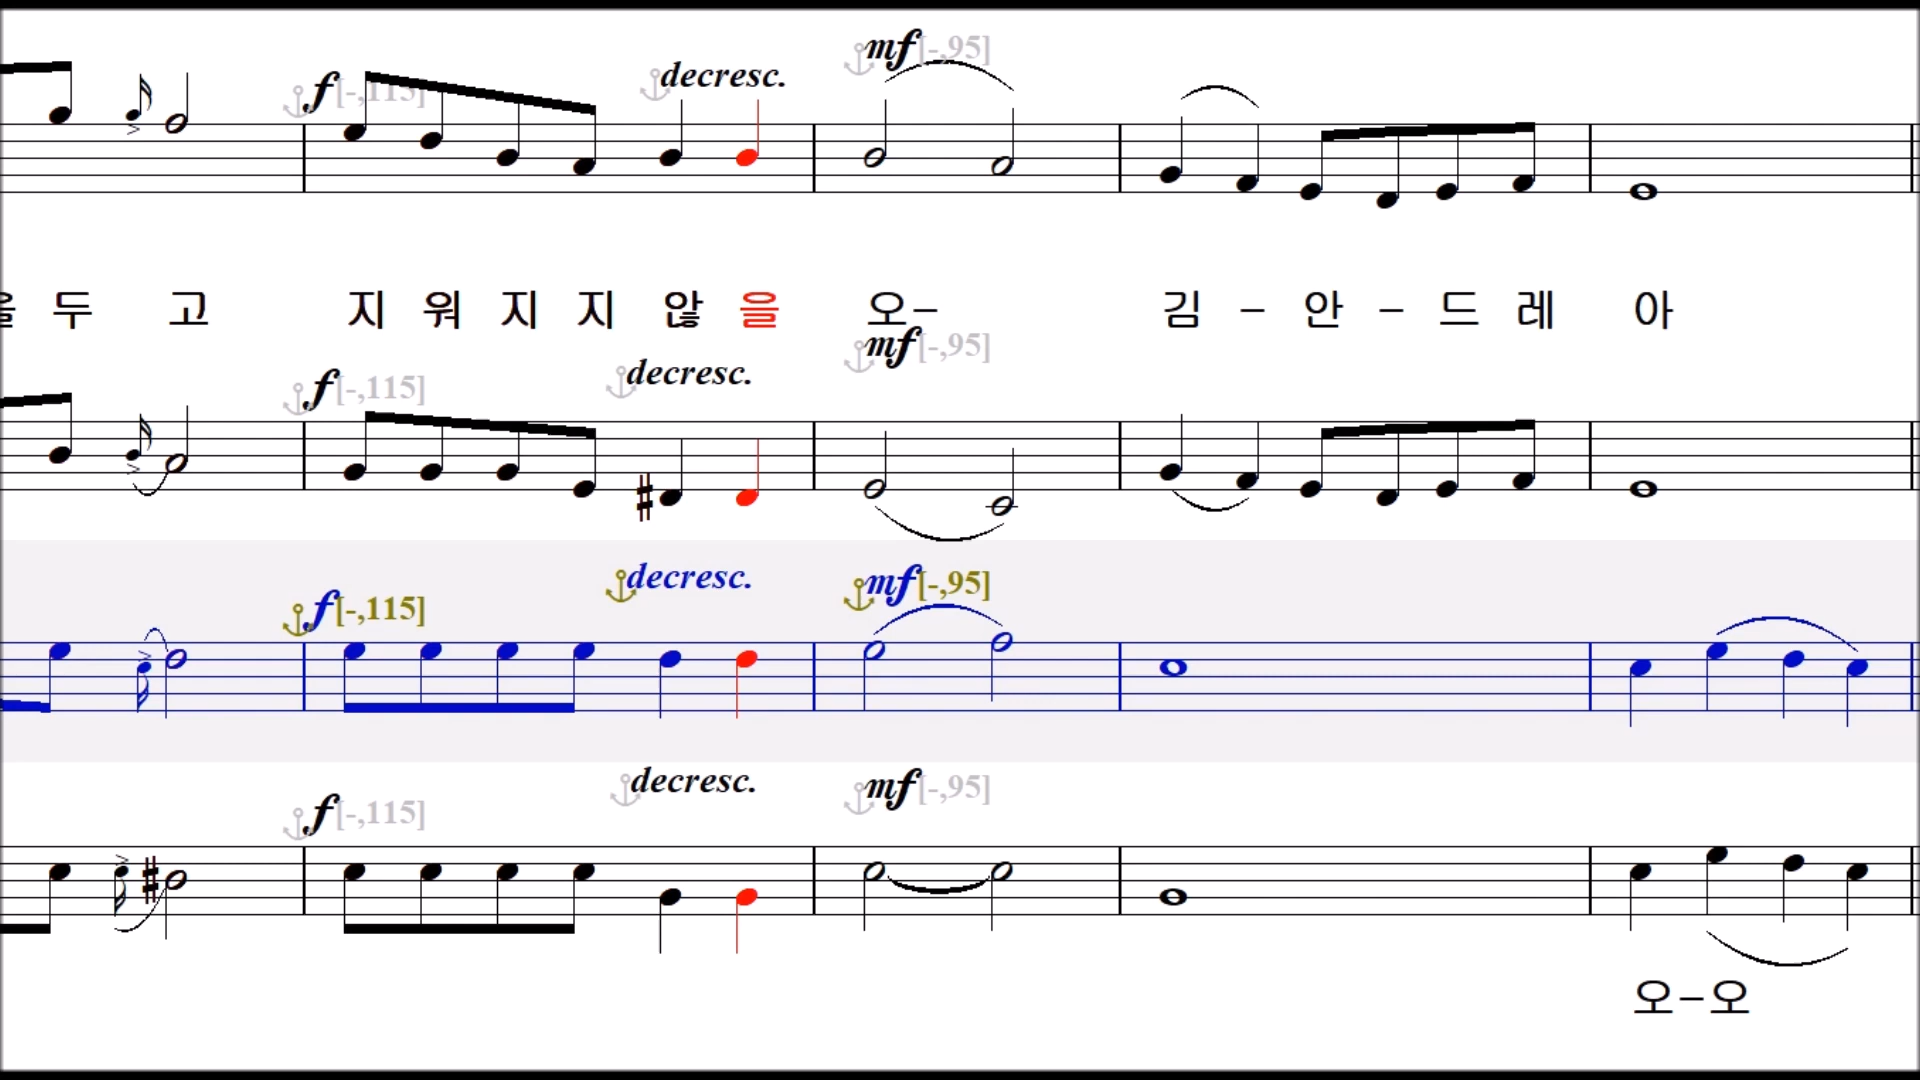 mf[-,95]
f[-,115] decresc.
을 두 고 지 워 지 지 않 을 오- 김 - 안 - 드 레 아
mf[-,95]
f[-,115] decresc.
decresc. mf[-,95]
f[-,115]
decresc. mf[-,95]
f[-,115]
오-오